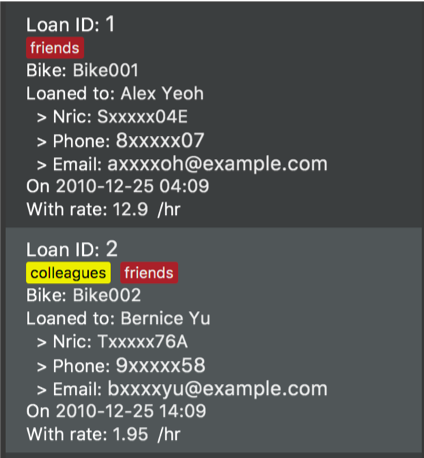 Loan ID: 1
friends
Bike: Bike001
Loaned to: Alex Yeoh
> Nric: Sxxxxx04E
> Phone: 8xxxxx07
> Email: axxxxoh@example.com
On 2010-12-25 04:09
With rate: 12.9 /hr
Loan ID: 2
colleagues friends
Bike: Bike002
Loaned to: Bernice Yu
> Nric: Txxxxx76A
> Phone: 9xxxxx58
> Email: bxxxxyu@example.com
On 2010-12-25 14:09
With rate: 1.95 /hr